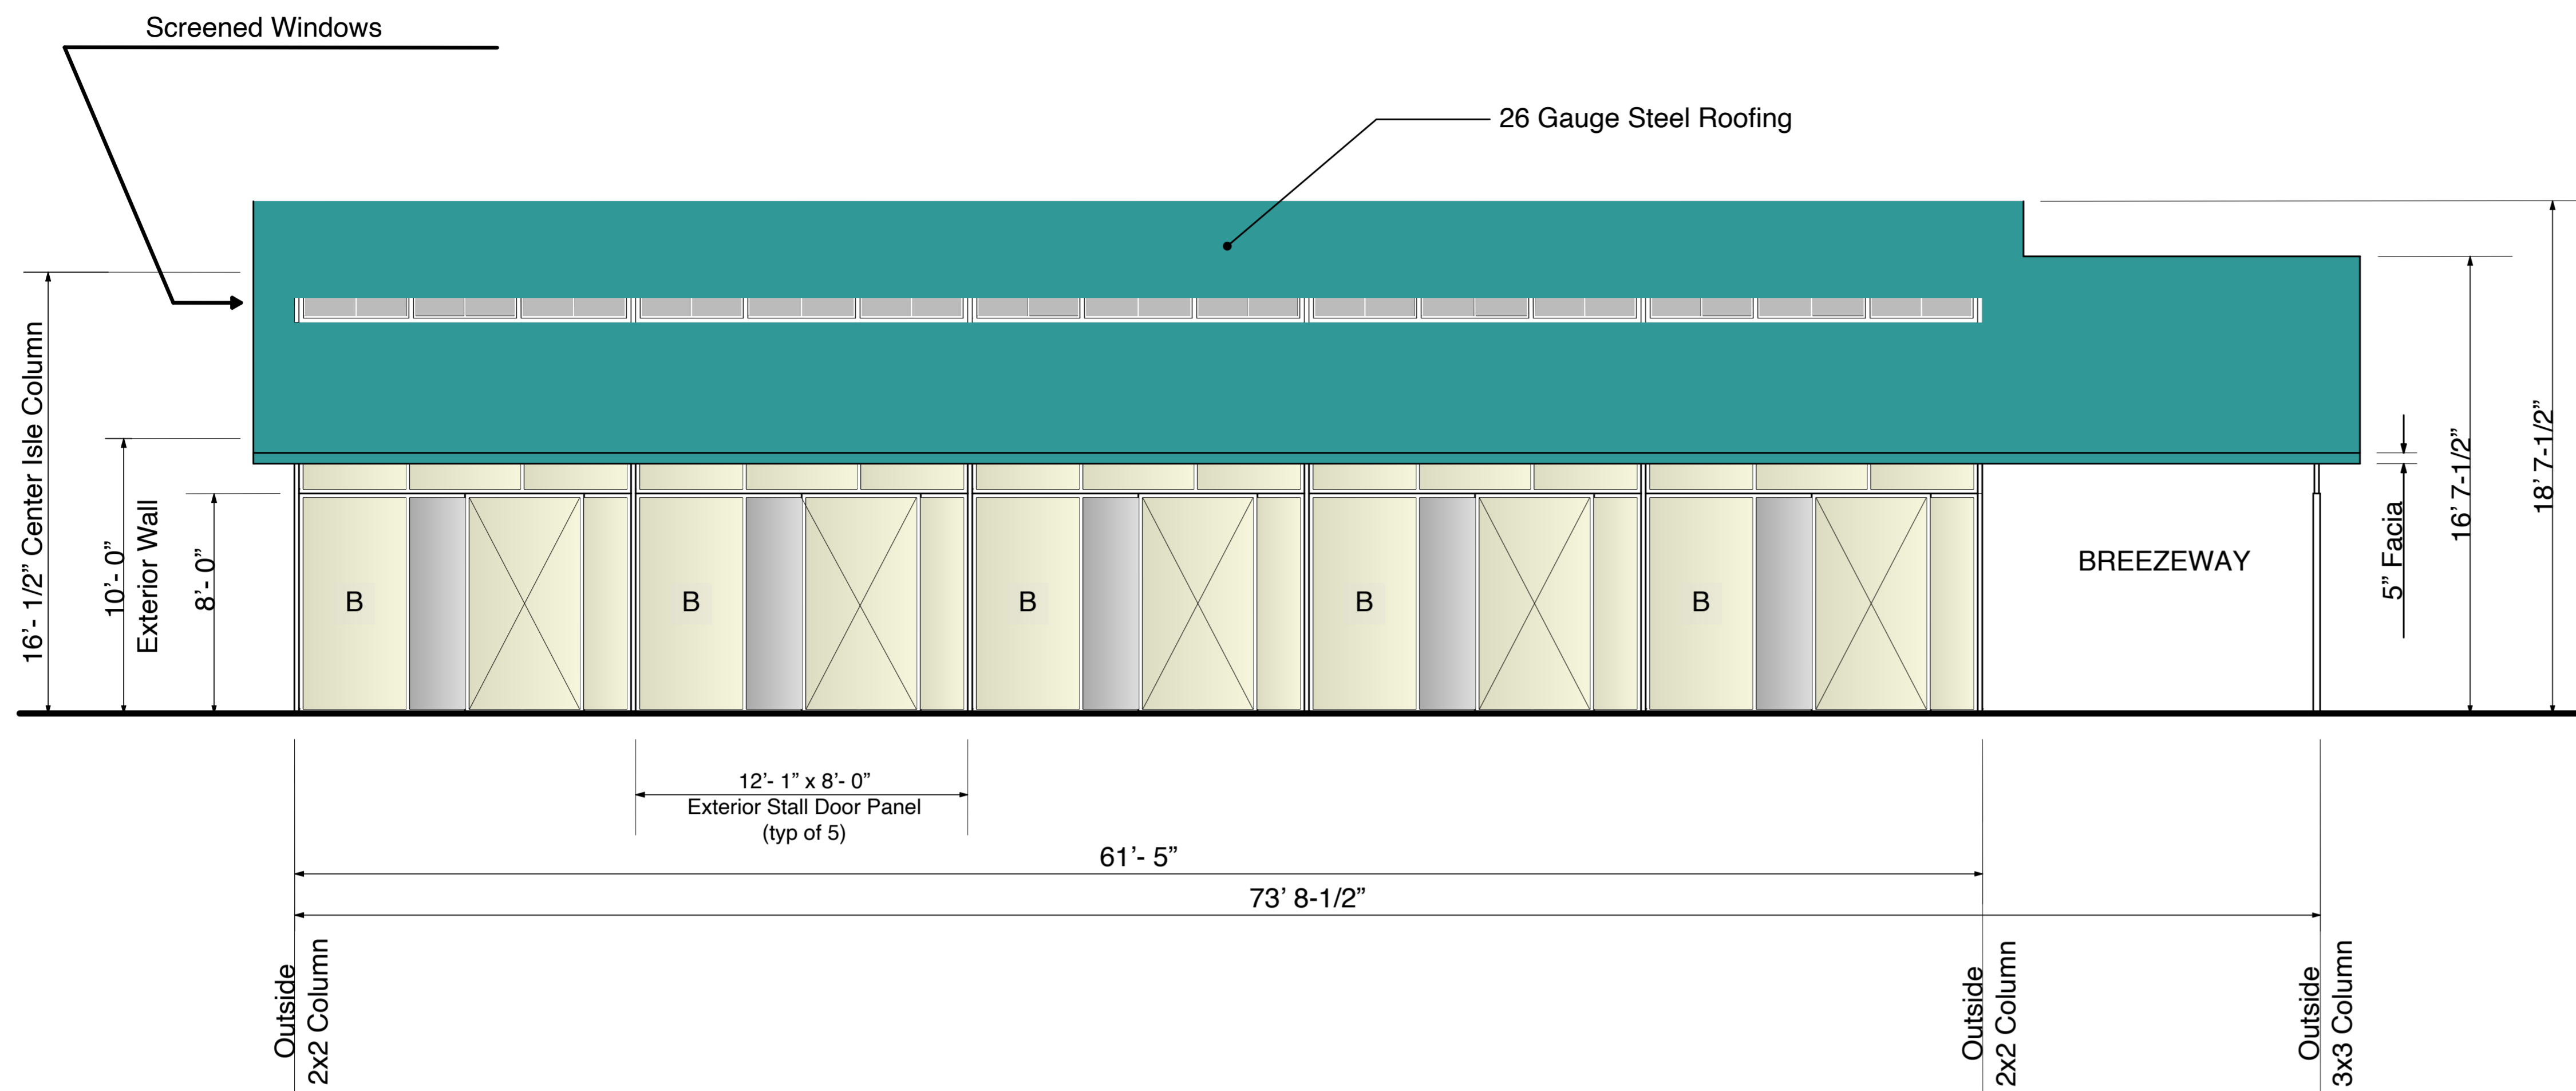 Screened Windows
26 Gauge Steel Roofing
16’- 1/2” Center Isle Column
10’- 0”
Exterior Wall
8’- 0”
B
B
B
B
B
BREEZEWAY
5” Facia
16’ 7-1/2”
18’ 7-1/2”
12’- 1” x 8’- 0”
Exterior Stall Door Panel
(typ of 5)
61’- 5”
73’ 8-1/2”
Outside
2x2 Column
Outside
2x2 Column
Outside
3x3 Column